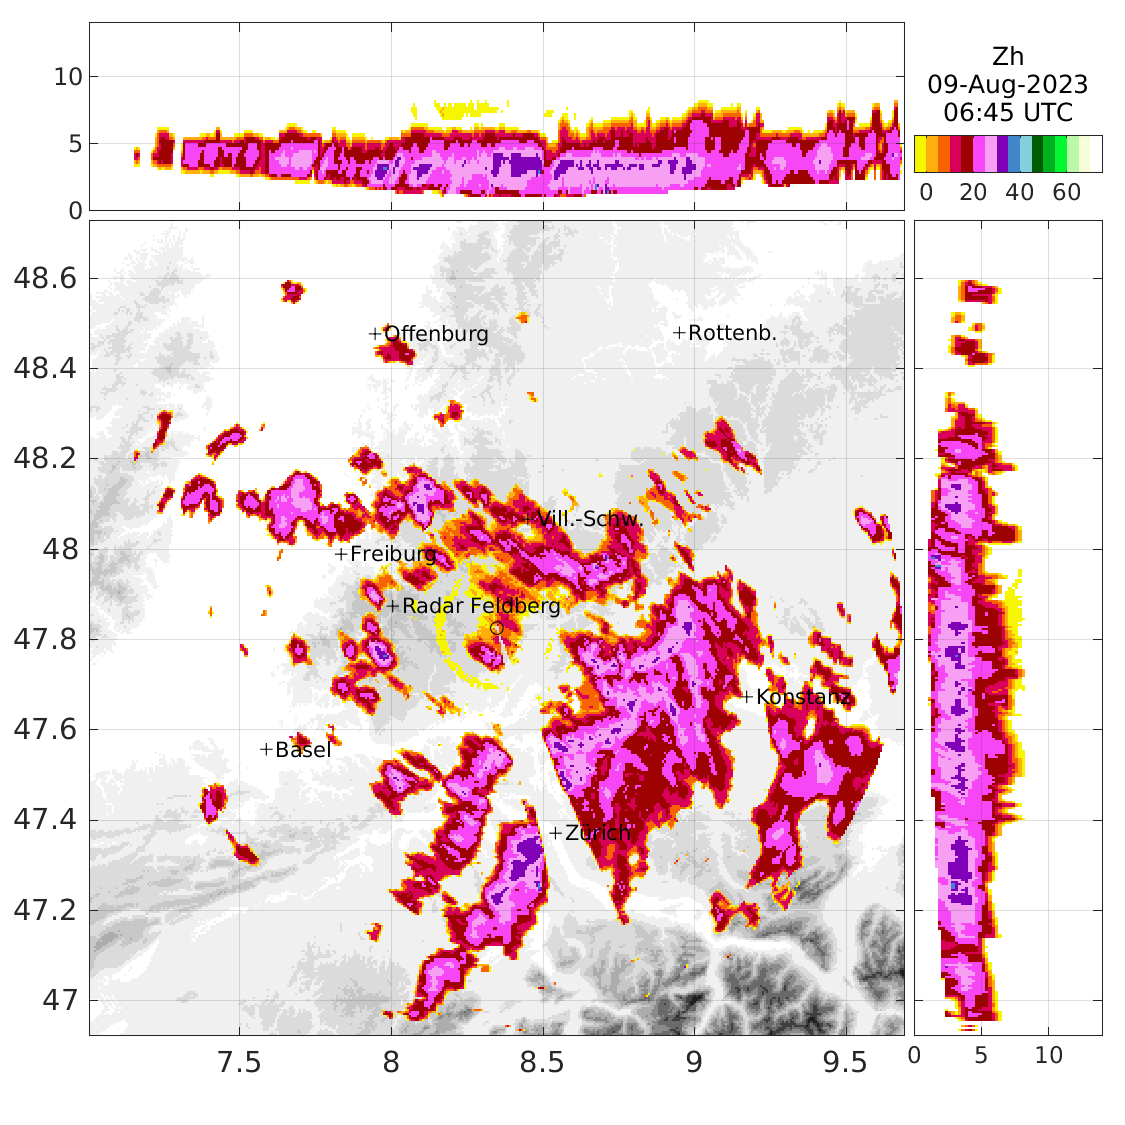 Zh
09-Aug-2023
06:45 UTC
0 20 40 60
10
5
0
48.6
48.4
48.2
48
47.8
47.6
47.4
47.2
47
+Offenburg
+Rottenb.
+Vill.-Schw.
+Freiburg
+Radar Feldberg
+Konstanz
+Basel
+Zürich
7.5 8 8.5 9 9.5
0 5 10